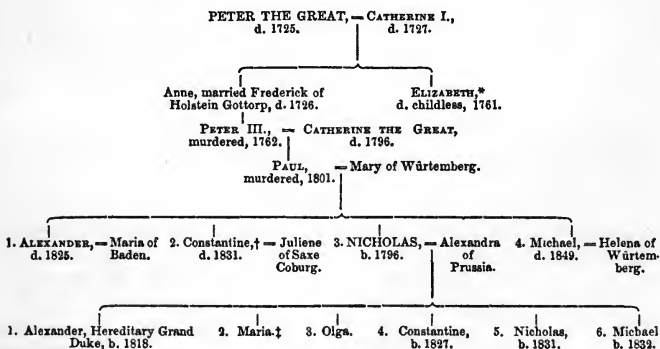 PETER THE GREAT, = CATHERINE I.,
d. 1725. d. 1727.
Anne, married Frederick of ELIZABETH,*
Holstein Gottorp, d. 1726. d. childless, 1761.
PETER III., = CATHERINE THE GREAT,
murdered, 1762. d. 1796.
PAUL, = Mary of Würtemberg.
murdered, 1801.
1. ALEXANDER, = Maria of 2. Constantine,† = Juliene 3. NICHOLAS, = Alexandra 4. Michael, = Helena of
d. 1825. Baden. d. 1831. of Saxe b. 1796. of d. 1849. Würtem-
Coburg. Prussia. berg.
1. Alexander, Hereditary Grand 2. Maria.‡ 3. Olga. 4. Constantine, 5. Nicholas, 6. Michael
Duke, b. 1818. b. 1827. b. 1831. b. 1832.